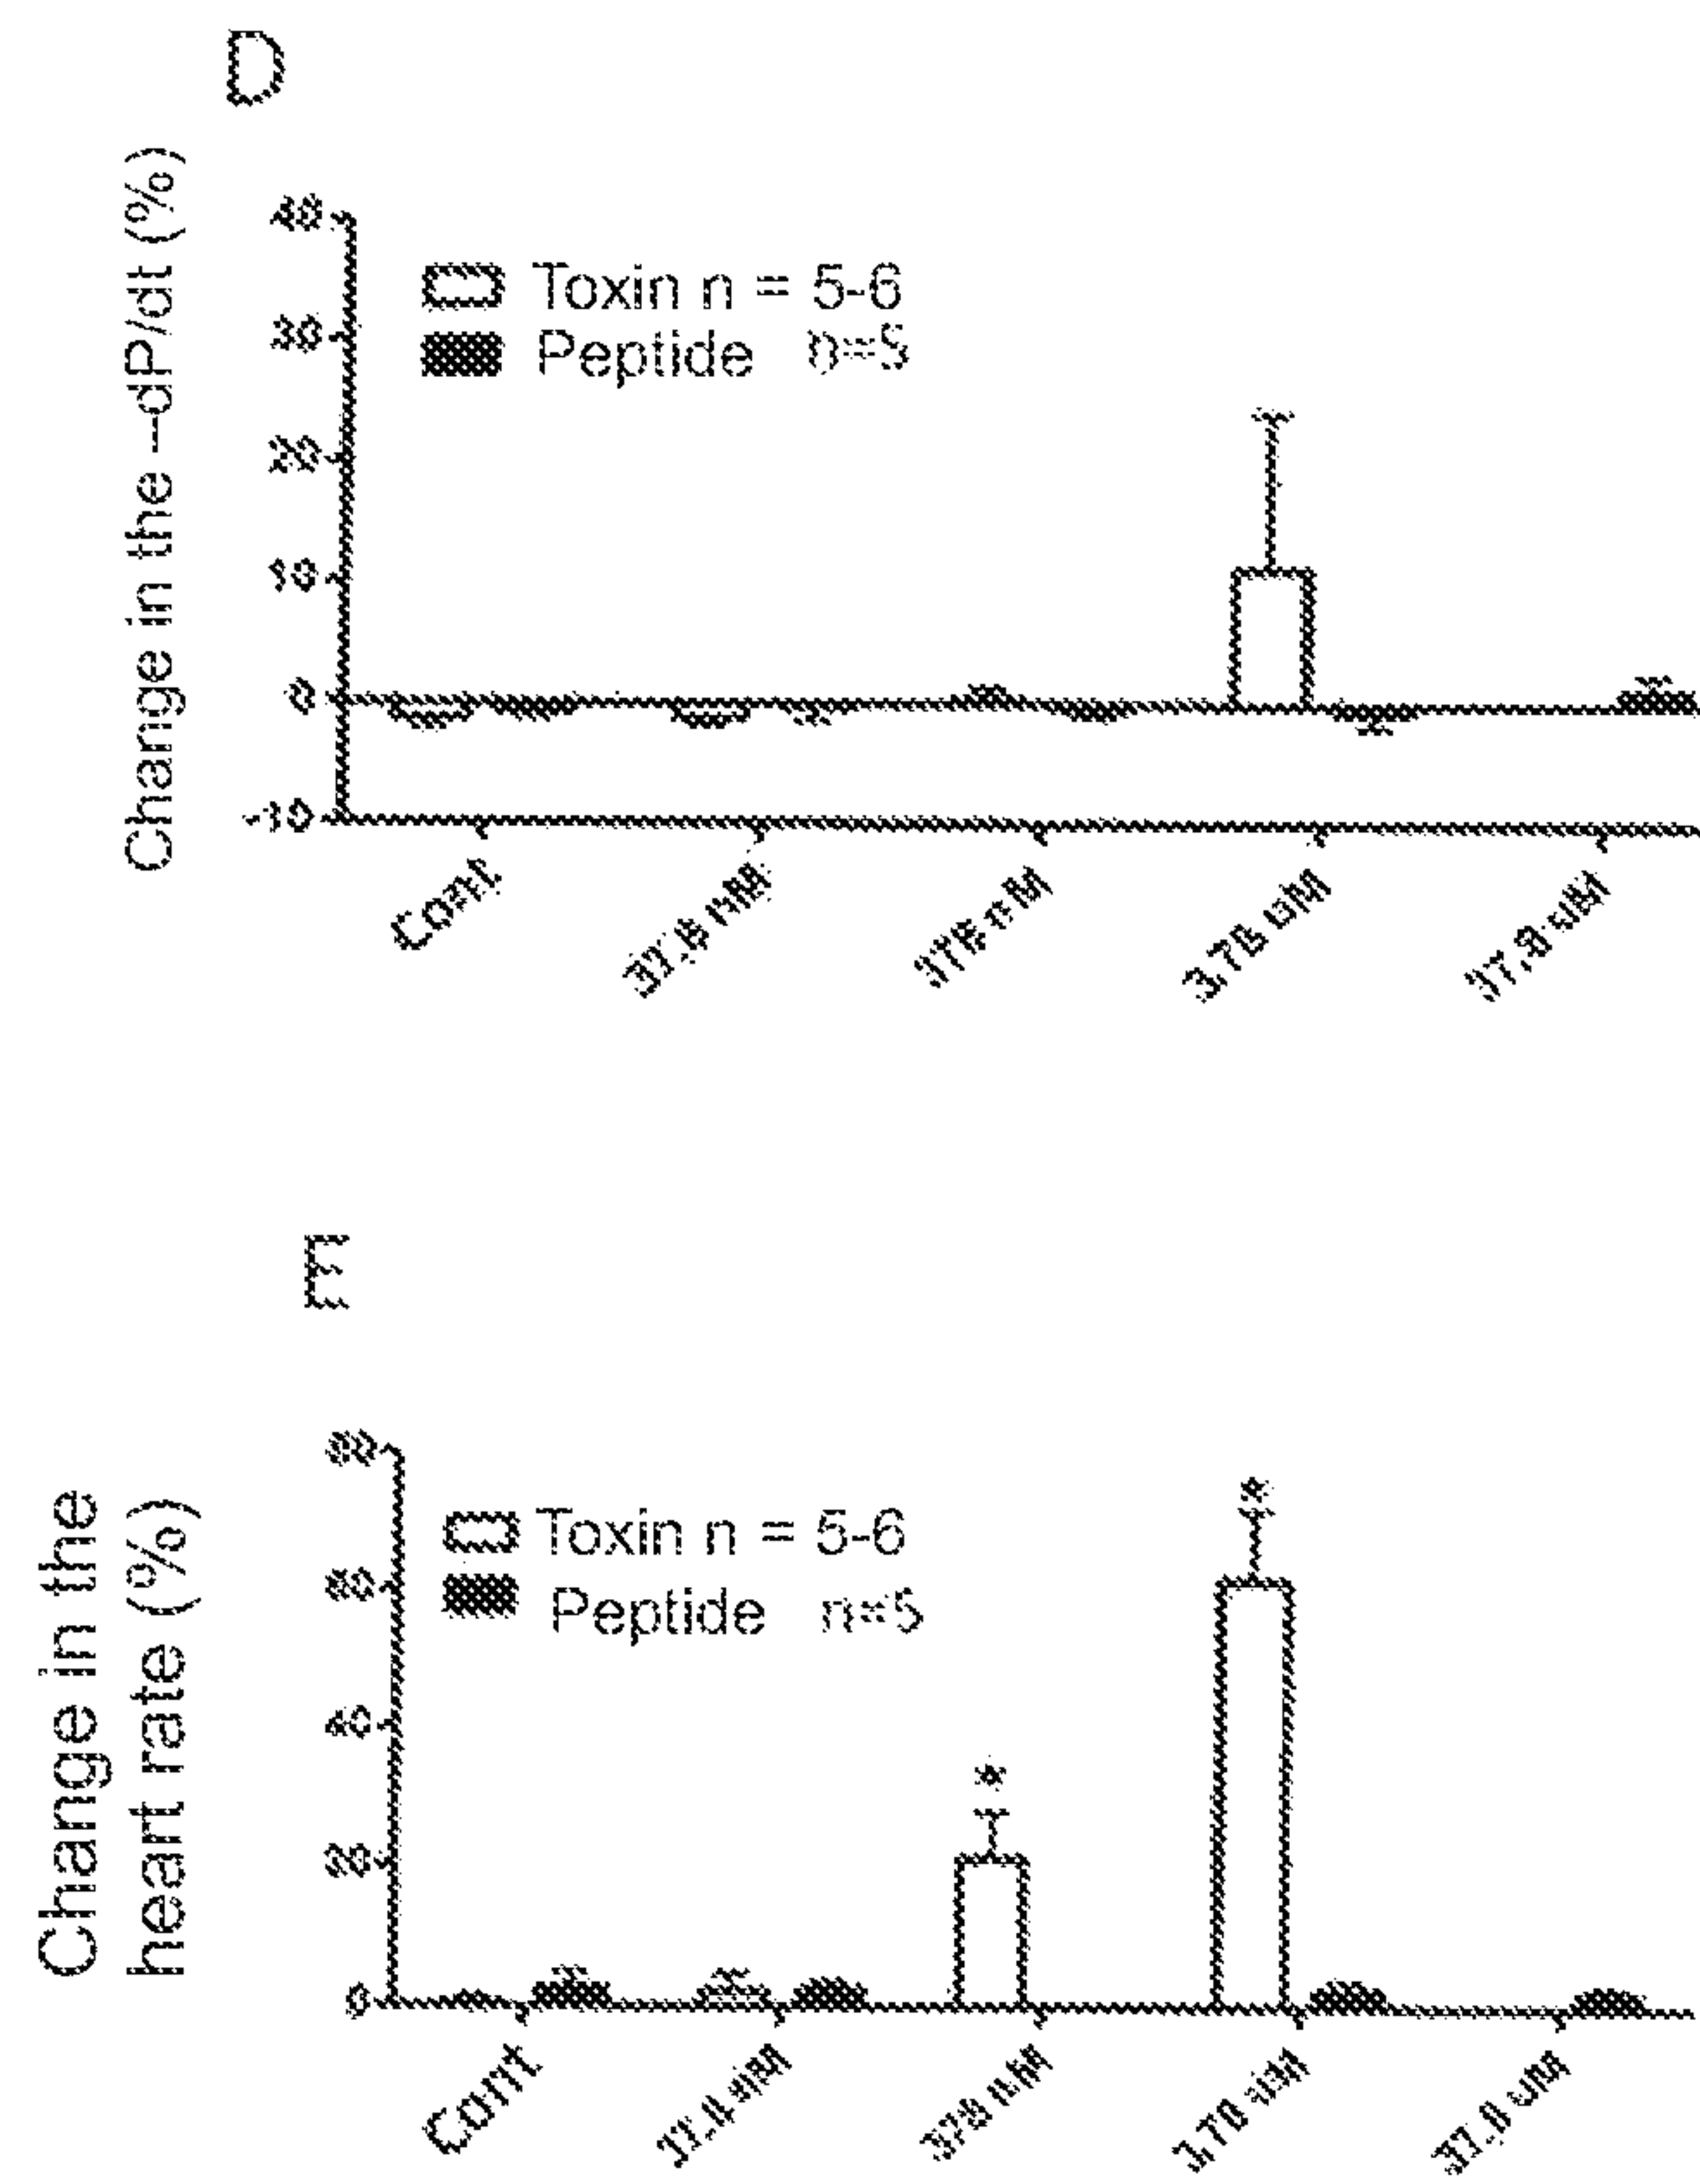 D
Change in the --dP/dt (%)
40
30
20
10
0
-10
Toxin n = 5-6
Peptide n=5
Cont
37.8 nM
378 nM
3.78 uM
37.8 uM
E
Change in the
heart rate (%)
80
60
40
20
0
Toxin n = 5-6
Peptide n=5
*
*
Cont
37.8 nM
378 nM
3.78 uM
37.8 uM